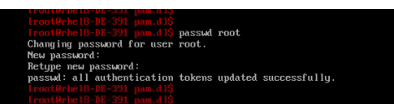 [root@rhel8-DE-391 pam.d]$
[root@rhel8-DE-391 pam.d]$
[root@rhel8-DE-391 pam.d]$ passwd root
Changing password for user root.
New password:
Retype new password:
passwd: all authentication tokens updated successfully.
[root@rhel8-DE-391 pam.d]$
[root@rhel8-DE-391 pam.d]$